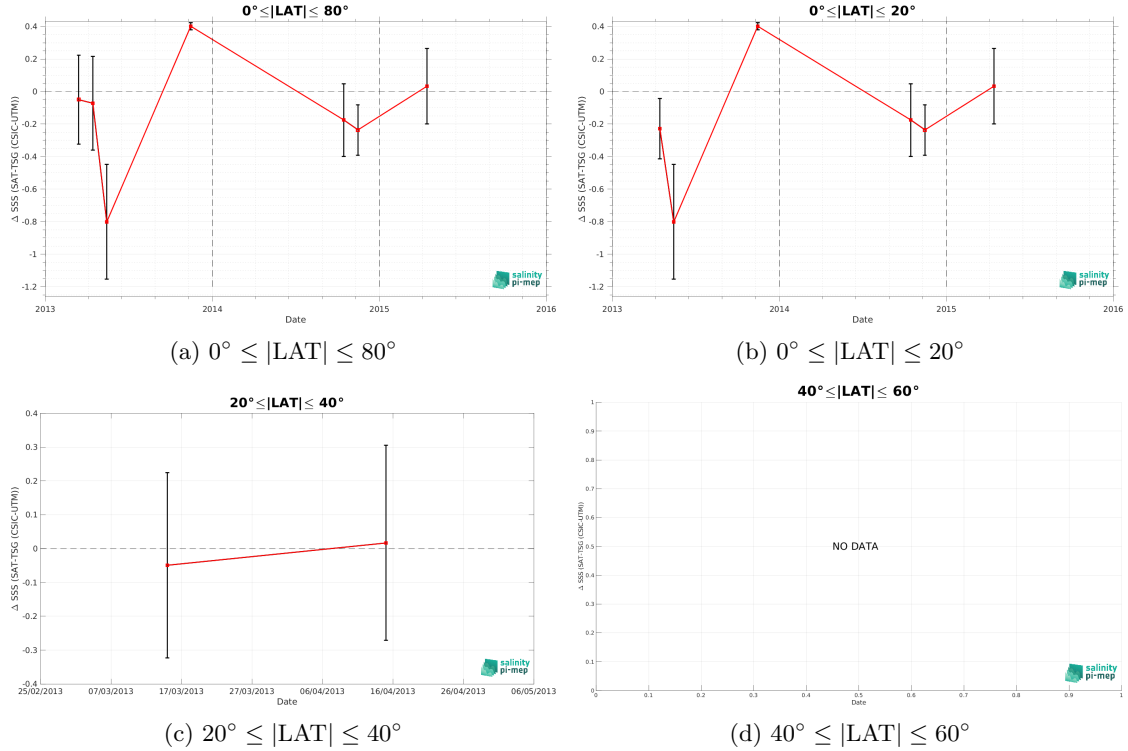 0°≤|LAT|≤ 80°
0.4
0.2
0
-0.2
-0.4
-0.6
-0.8
-1
-1.2
Δ SSS (SAT-TSG (CSIC-UTM))
2013
2014
2015
2016
Date
salinity
pi-mep
(a) 0° ≤ |LAT| ≤ 80°
0°≤|LAT|≤ 20°
0.4
0.2
0
-0.2
-0.4
-0.6
-0.8
-1
-1.2
Δ SSS (SAT-TSG (CSIC-UTM))
2013
2014
2015
2016
Date
salinity
pi-mep
(b) 0° ≤ |LAT| ≤ 20°
20°≤|LAT|≤ 40°
0.4
0.3
0.2
0.1
0
-0.1
-0.2
-0.3
-0.4
Δ SSS (SAT-TSG (CSIC-UTM))
25/02/2013
07/03/2013
17/03/2013
27/03/2013
06/04/2013
16/04/2013
26/04/2013
06/05/2013
Date
salinity
pi-mep
(c) 20° ≤ |LAT| ≤ 40°
40°≤|LAT|≤ 60°
1
0.9
0.8
0.7
0.6
0.5
0.4
0.3
0.2
0.1
0
Δ SSS (SAT-TSG (CSIC-UTM))
NO DATA
0
0.1
0.2
0.3
0.4
0.5
0.6
0.7
0.8
0.9
1
Date
salinity
pi-mep
(d) 40° ≤ |LAT| ≤ 60°